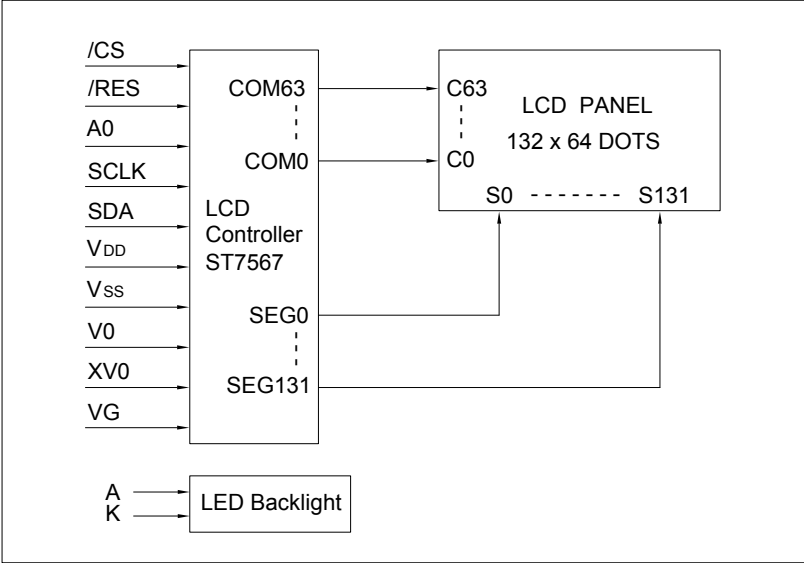 /CS
/RES
A0
SCLK
SDA
VDD
VSS
V0
XV0
VG
COM63
COM0
LCD
Controller
ST7567
SEG0
SEG131
C63
C0
LCD PANEL
132 x 64 DOTS
S0 ------- S131
A
K
LED Backlight